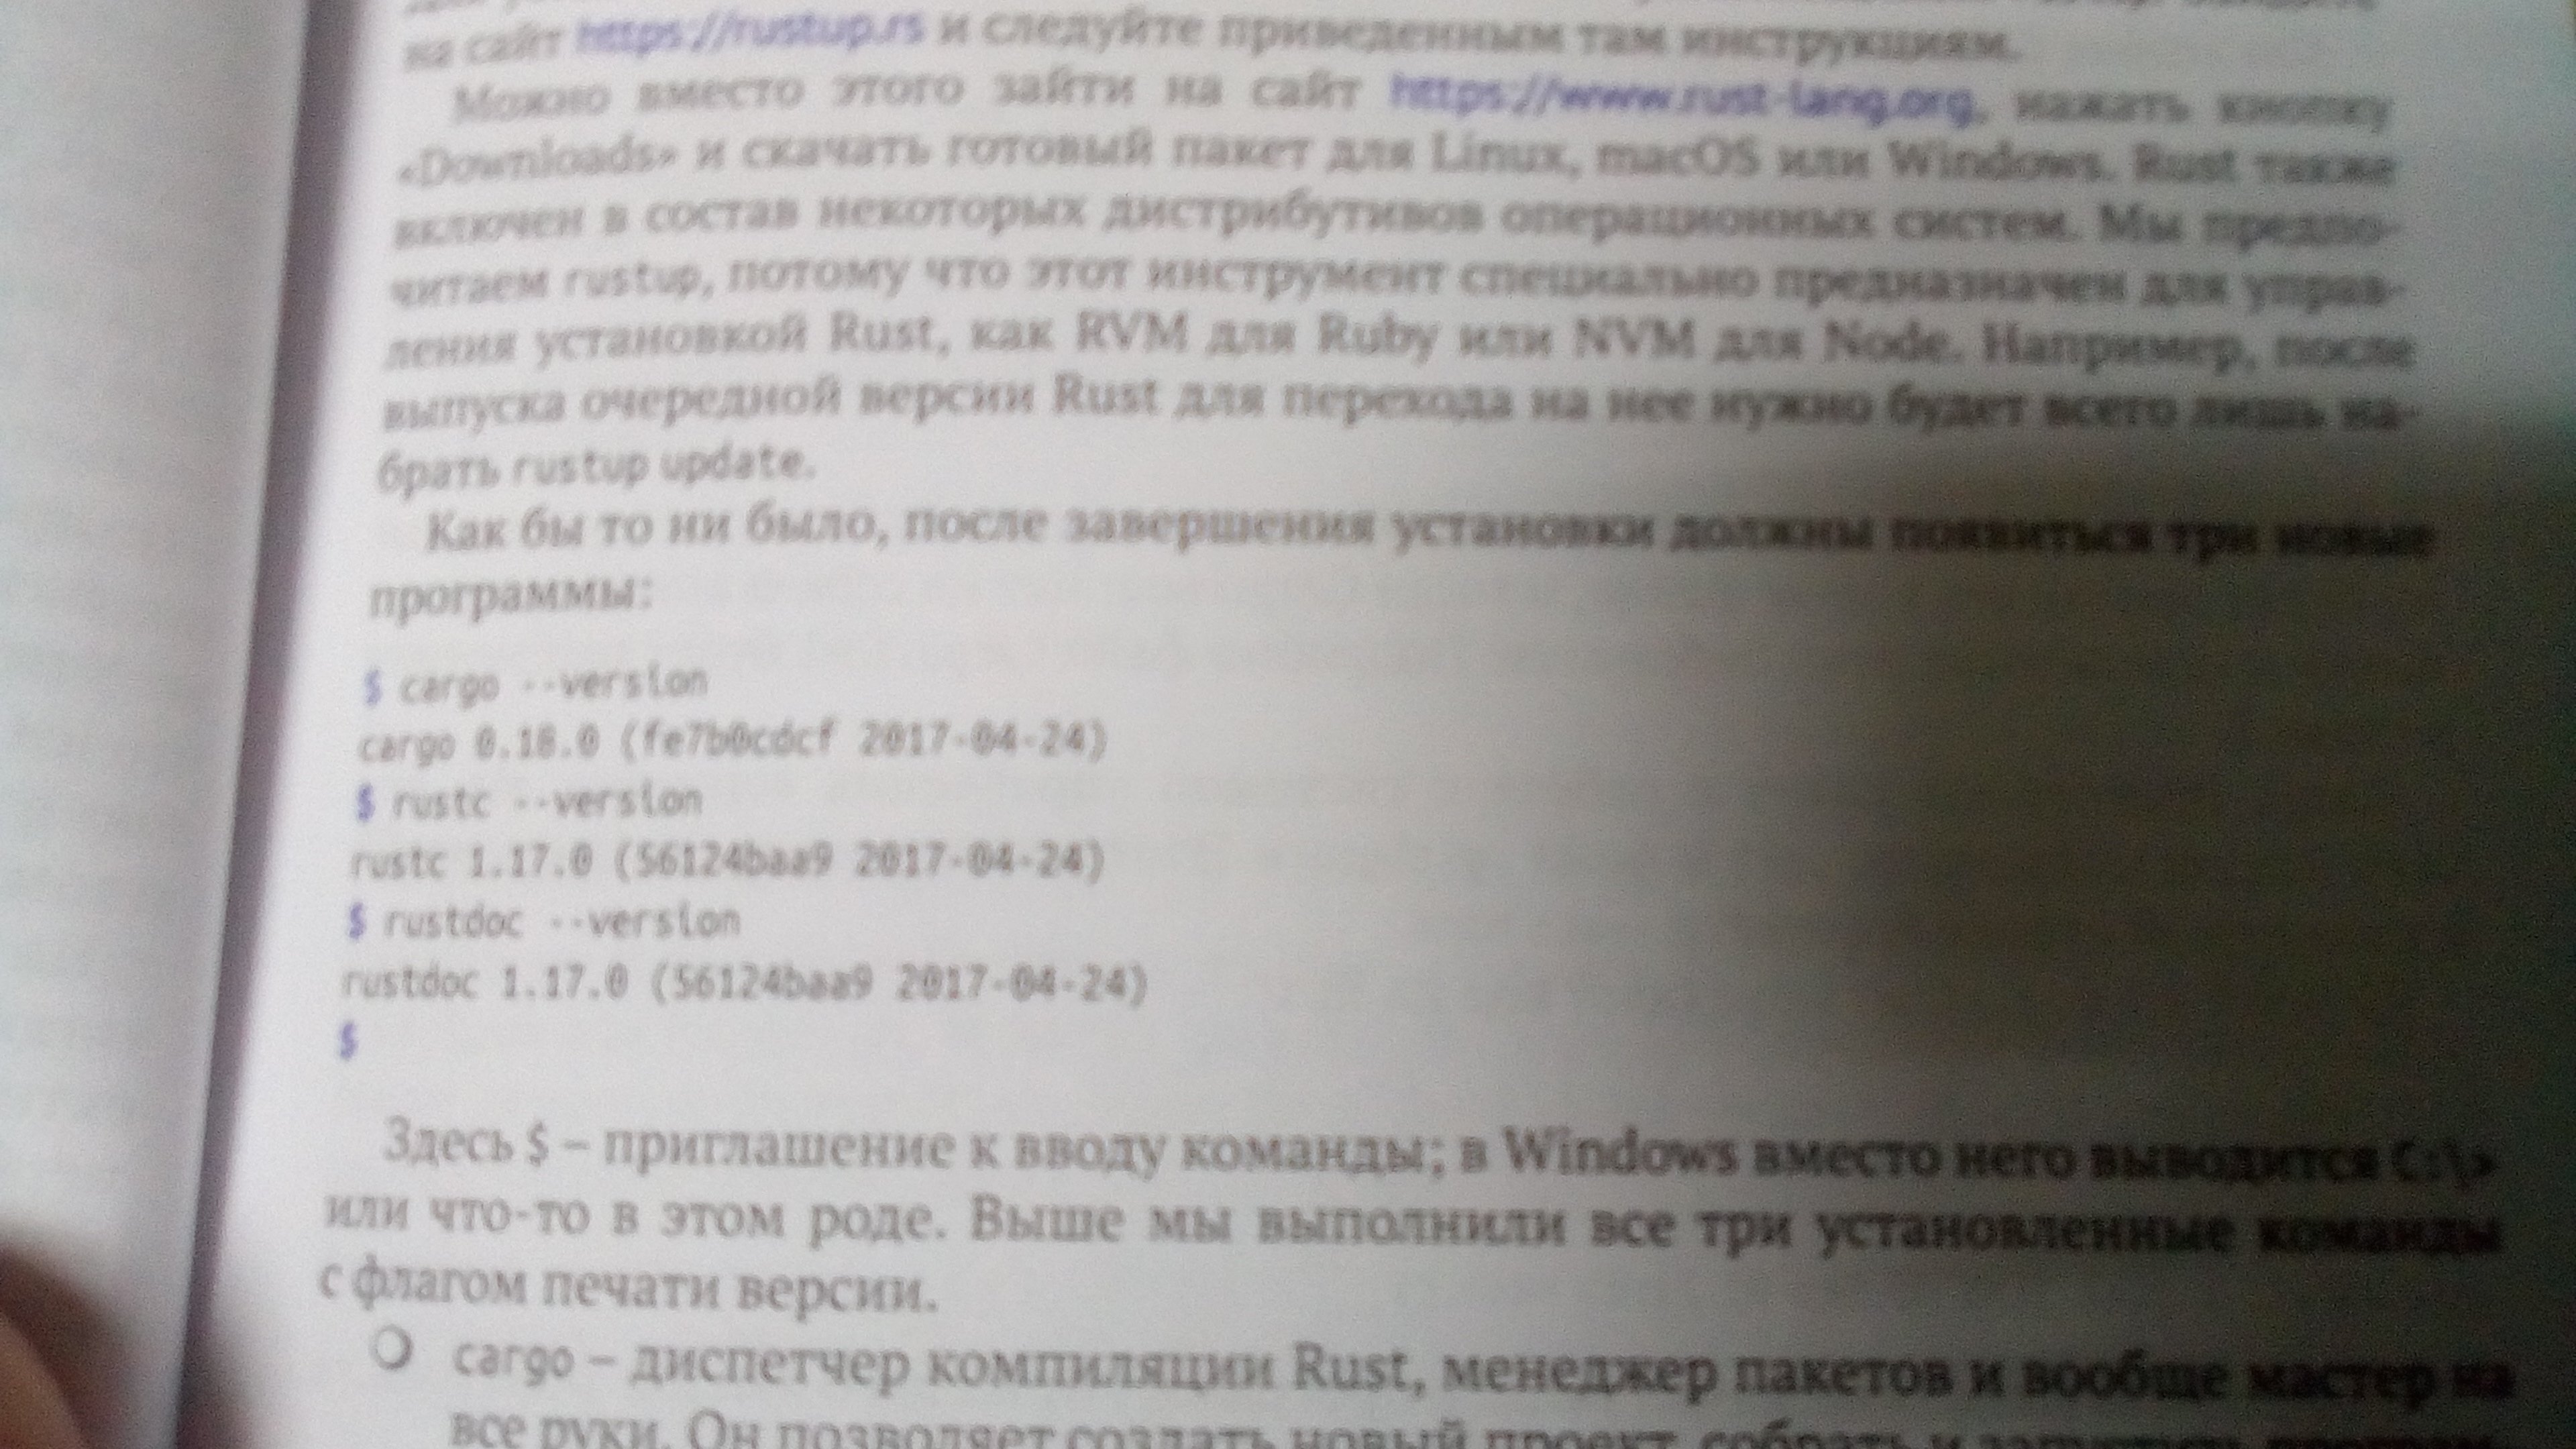 на сайт https://rustup.rs и следуйте приведенным там инструкциям.
Можно вместо этого зайти на сайт https://www.rust-lang.org, нажать кнопку
«Downloads» и скачать готовый пакет для Linux, macOS или Windows. Rust также
включен в состав некоторых дистрибутивов операционных систем. Мы предпо-
читаем rustup, потому что этот инструмент специально предназначен для управ-
ления установкой Rust, как RVM для Ruby или NVM для Node. Например, после
выпуска очередной версии Rust для перехода на нее нужно будет всего лишь на-
брать rustup update.
Как бы то ни было, после завершения установки должны появиться три новые
программы:
$ cargo --version
cargo 0.18.0 (fe7b0cdcf 2017-04-24)
$ rustc --version
rustc 1.17.0 (56124baa9 2017-04-24)
$ rustdoc --version
rustdoc 1.17.0 (56124baa9 2017-04-24)
$
Здесь $ – приглашение к вводу команды; в Windows вместо него выводится C:\>
или что-то в этом роде. Выше мы выполнили все три установленные команды
с флагом печати версии.
❍ cargo – диспетчер компиляции Rust, менеджер пакетов и вообще мастер на
все руки. Он позволяет создать новый проект, собрать и